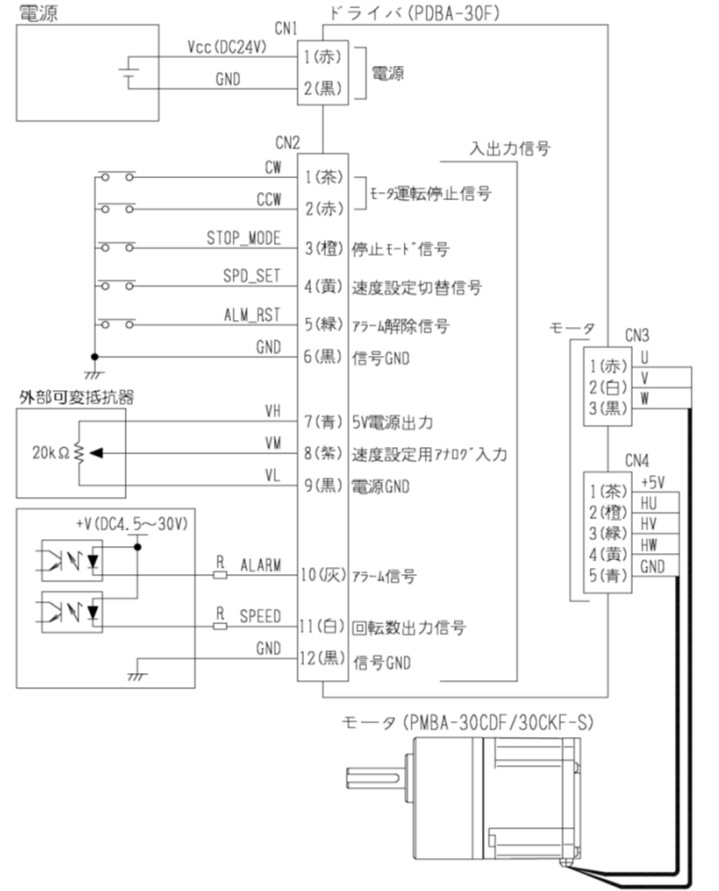 電源
ドライバ(PDBA-30F)
CN1
Vcc(DC24V)
1(赤)
GND
2(黒)
電源
CN2
入出力信号
CW
1(茶)
CCW
2(赤)
モータ運転停止信号
STOP_MODE
3(橙)
停止モード信号
SPD_SET
4(黄)
速度設定切替信号
ALM_RST
5(緑)
アラーム解除信号
GND
6(黒)
信号GND
外部可変抵抗器
20kΩ
VH
7(青)
5V電源出力
VM
8(紫)
速度設定用アナログ入力
VL
9(黒)
電源GND
+V(DC4.5~30V)
R
ALARM
10(灰)
アラーム信号
R
SPEED
11(白)
回転数出力信号
GND
12(黒)
信号GND
モータ
CN3
1(赤)
U
2(白)
V
3(黒)
W
CN4
1(茶)
+5V
2(橙)
HU
3(緑)
HV
4(黄)
HW
5(青)
GND
モータ(PMBA-30CDF/30CKF-S)